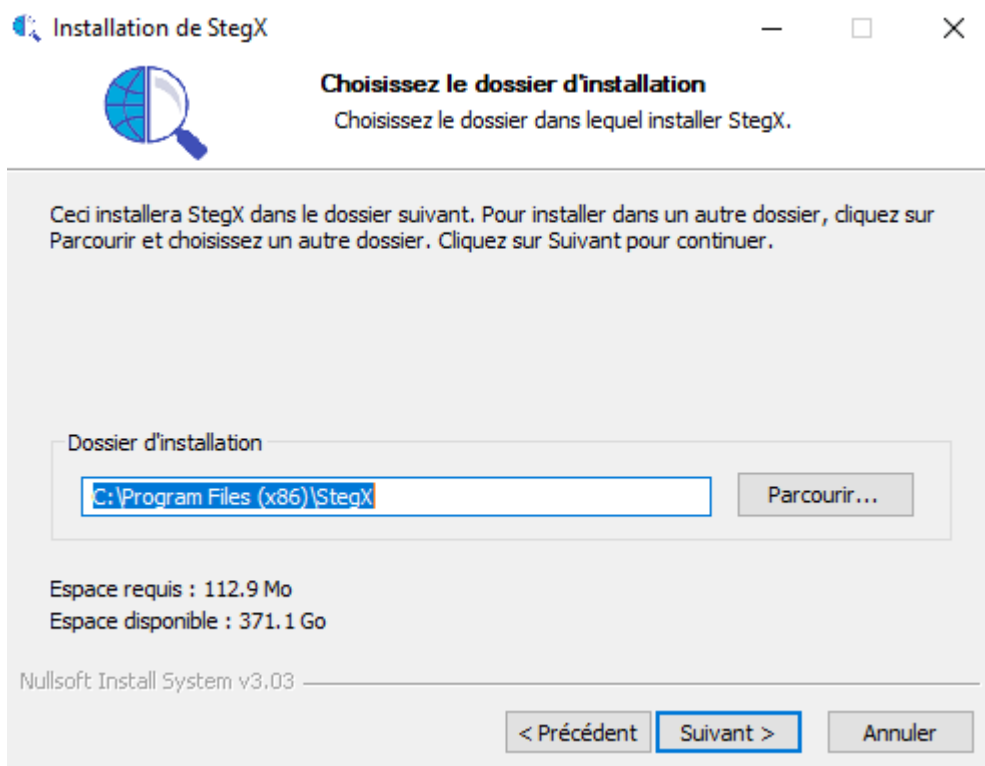 Installation de StegX
Choisissez le dossier d'installation
Choisissez le dossier dans lequel installer StegX.
Ceci installera StegX dans le dossier suivant. Pour installer dans un autre dossier, cliquez sur
Parcourir et choisissez un autre dossier. Cliquez sur Suivant pour continuer.
Dossier d'installation
C:\Program Files (x86)\StegX
Parcourir...
Espace requis : 112.9 Mo
Espace disponible : 371.1 Go
Nullsoft Install System v3.03
< Précédent
Suivant >
Annuler